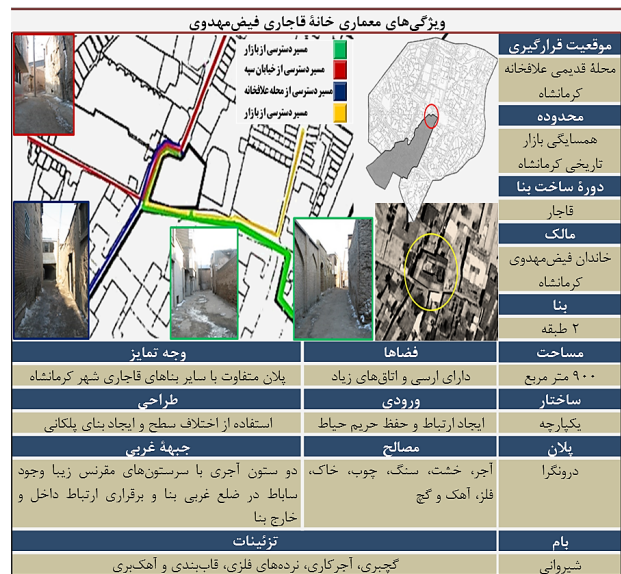 ویژگی‌های معماری خانۀ قاجاری فیض‌مهدوی
موقعیت قرارگیری
محلۀ قدیمی علافخانه
کرمانشاه
محدوده
همسایگی بازار
تاریخی کرمانشاه
دورۀ ساخت بنا
قاجار
مالک
خاندان فیض‌مهدوی
کرمانشاه
بنا
۲ طبقه
مسیر دسترسی از بازار
مسیر دسترسی از خیابان سپه
مسیر دسترسی از محله علافخانه
مسیر دسترسی از بازار
مساحت
فضاها
وجه تمایز
۹۰۰ متر مربع
دارای ارسی و اتاق‌های زیاد
پلان متفاوت با سایر بناهای قاجاری شهر کرمانشاه
ساختار
ورودی
طراحی
یکپارچه
ایجاد ارتباط و حفظ حریم حیاط
استفاده از اختلاف سطح و ایجاد بنای پلکانی
پلان
مصالح
جبهۀ غربی
درونگرا
آجر، خشت، سنگ، چوب، خاک،
فلز، آهک و گچ
دو ستون آجری با سرستون‌های مقرنس زیبا وجود
ساباط در ضلع غربی بنا و برقراری ارتباط داخل و
خارج بنا
بام
تزئینات
شیروانی
گچبری، آجرکاری، نرده‌های فلزی، قاب‌بندی و آهک‌بری